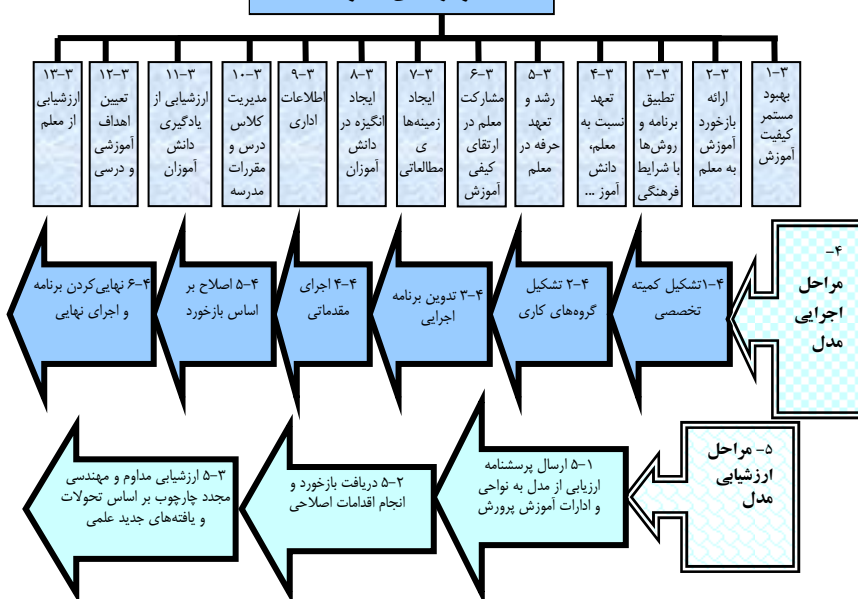 ۱-۳
بهبود
مستمر
کیفیت
آموزش
۲-۳
ارائه
بازخورد
آموزش
به معلم
۳-۳
تطبیق
برنامه و
روش‌ها
با شرایط
فرهنگی
۴-۳
تعهد
نسبت به
معلم،
دانش
آموز ...
۵-۳
رشد و
تعهد
حرفه در
معلم
۶-۳
مشارکت
معلم در
ارتقای
کیفی
آموزش
۷-۳
ایجاد
زمینه‌ها
ی
مطالعاتی
۸-۳
ایجاد
انگیزه در
دانش
آموزان
۹-۳
اطلاعات
اداری
۱۰-۳
مدیریت
کلاس
درس و
مقررات
مدرسه
۱۱-۳
ارزشیابی از
یادگیری
دانش
آموزان
۱۲-۳
تعیین
اهداف
آموزشی
و درسی
۱۳-۳
ارزشیابی
از معلم
۴-
مراحل
اجرایی
مدل
۱-۴تشکیل کمیته
تخصصی
۲-۴ تشکیل
گروه‌های کاری
۳-۴ تدوین برنامه
اجرایی
۴-۴ اجرای
مقدماتی
۵-۴ اصلاح بر
اساس بازخورد
۶-۴ نهایی‌کردن برنامه
و اجرای نهایی
۵- مراحل
ارزشیابی
مدل
۵-۱ ارسال پرسشنامه
ارزیابی از مدل به نواحی
و ادارات آموزش پرورش
۵-۲ دریافت بازخورد و
انجام اقدامات اصلاحی
۵-۳ ارزشیابی مداوم و مهندسی
مجدد چارچوب بر اساس تحولات
و یافته‌های جدید علمی